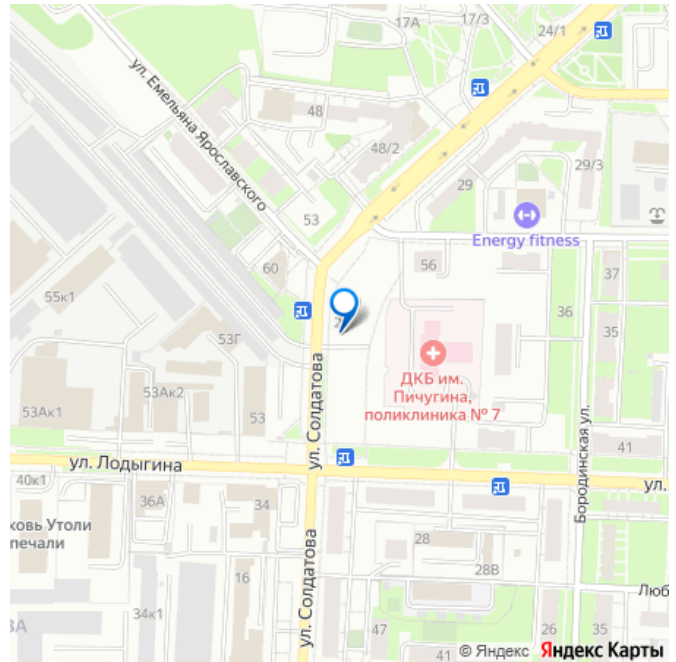 17А
17/3
24/1
ул. Емельяна Ярославского
48
48/2
29
29/3
53
Energy fitness
60
56
37
55к1
36
35
53Г
ДКБ им.
Пичугина,
поликлиника № 7
53Ак2
53Ак1
53
ул. Солдатова
Бородинская ул.
41
ул. Лодыгина
ул.
40к1
36А
34
ковь Утоли
печали
28
16
28В
ул. Солдатова
Люб
34к1
47
41
26
35
© Яндекс Яндекс Карты